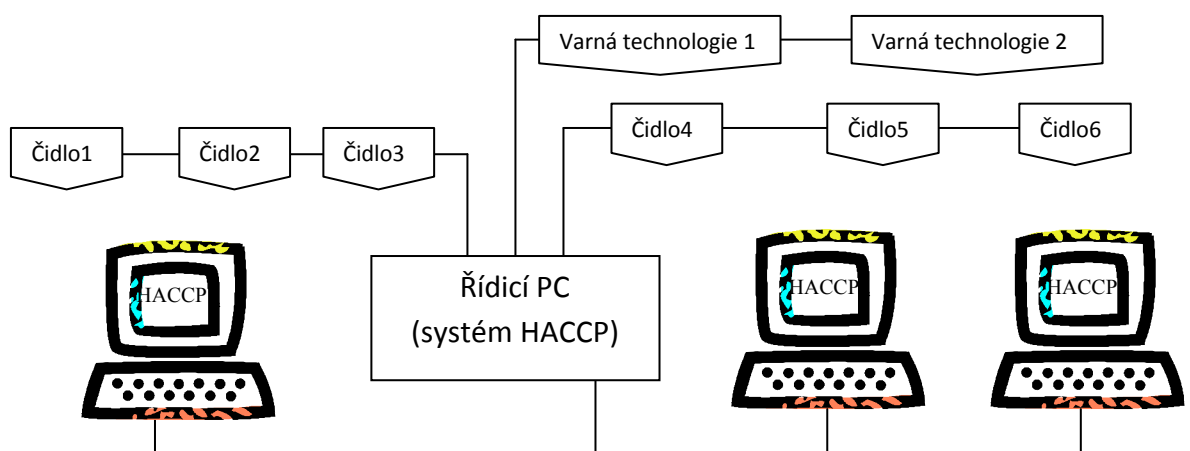 Varná technologie 1
Varná technologie 2
Čidlo4
Čidlo5
Čidlo6
Čidlo1
Čidlo2
Čidlo3
HACCP
Řídicí PC
(systém HACCP)
HACCP
HACCP